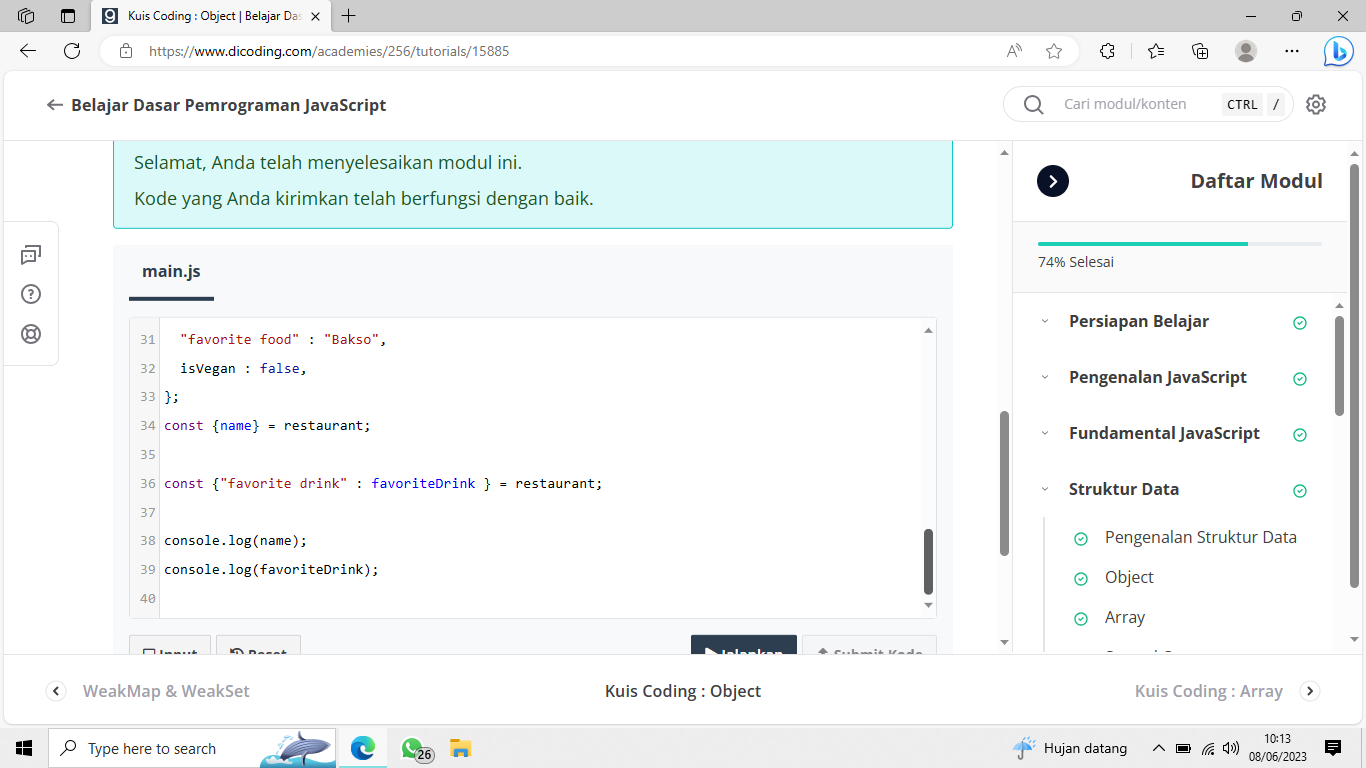 Kuis Coding : Object | Belajar Das
https://www.dicoding.com/academies/256/tutorials/15885
Belajar Dasar Pemrograman JavaScript
Cari modul/konten
CTRL /
Selamat, Anda telah menyelesaikan modul ini.
Kode yang Anda kirimkan telah berfungsi dengan baik.
main.js
31 "favorite food" : "Bakso",
32 isVegan : false,
33 };
34 const {name} = restaurant;
35
36 const {"favorite drink" : favoriteDrink } = restaurant;
37
38 console.log(name);
39 console.log(favoriteDrink);
40
Input
Reset
Jalankan
Submit Kode
Daftar Modul
74% Selesai
Persiapan Belajar
Pengenalan JavaScript
Fundamental JavaScript
Struktur Data
Pengenalan Struktur Data
Object
Array
WeakMap & WeakSet
Kuis Coding : Object
Kuis Coding : Array
Type here to search
26
Hujan datang
10:13
08/06/2023